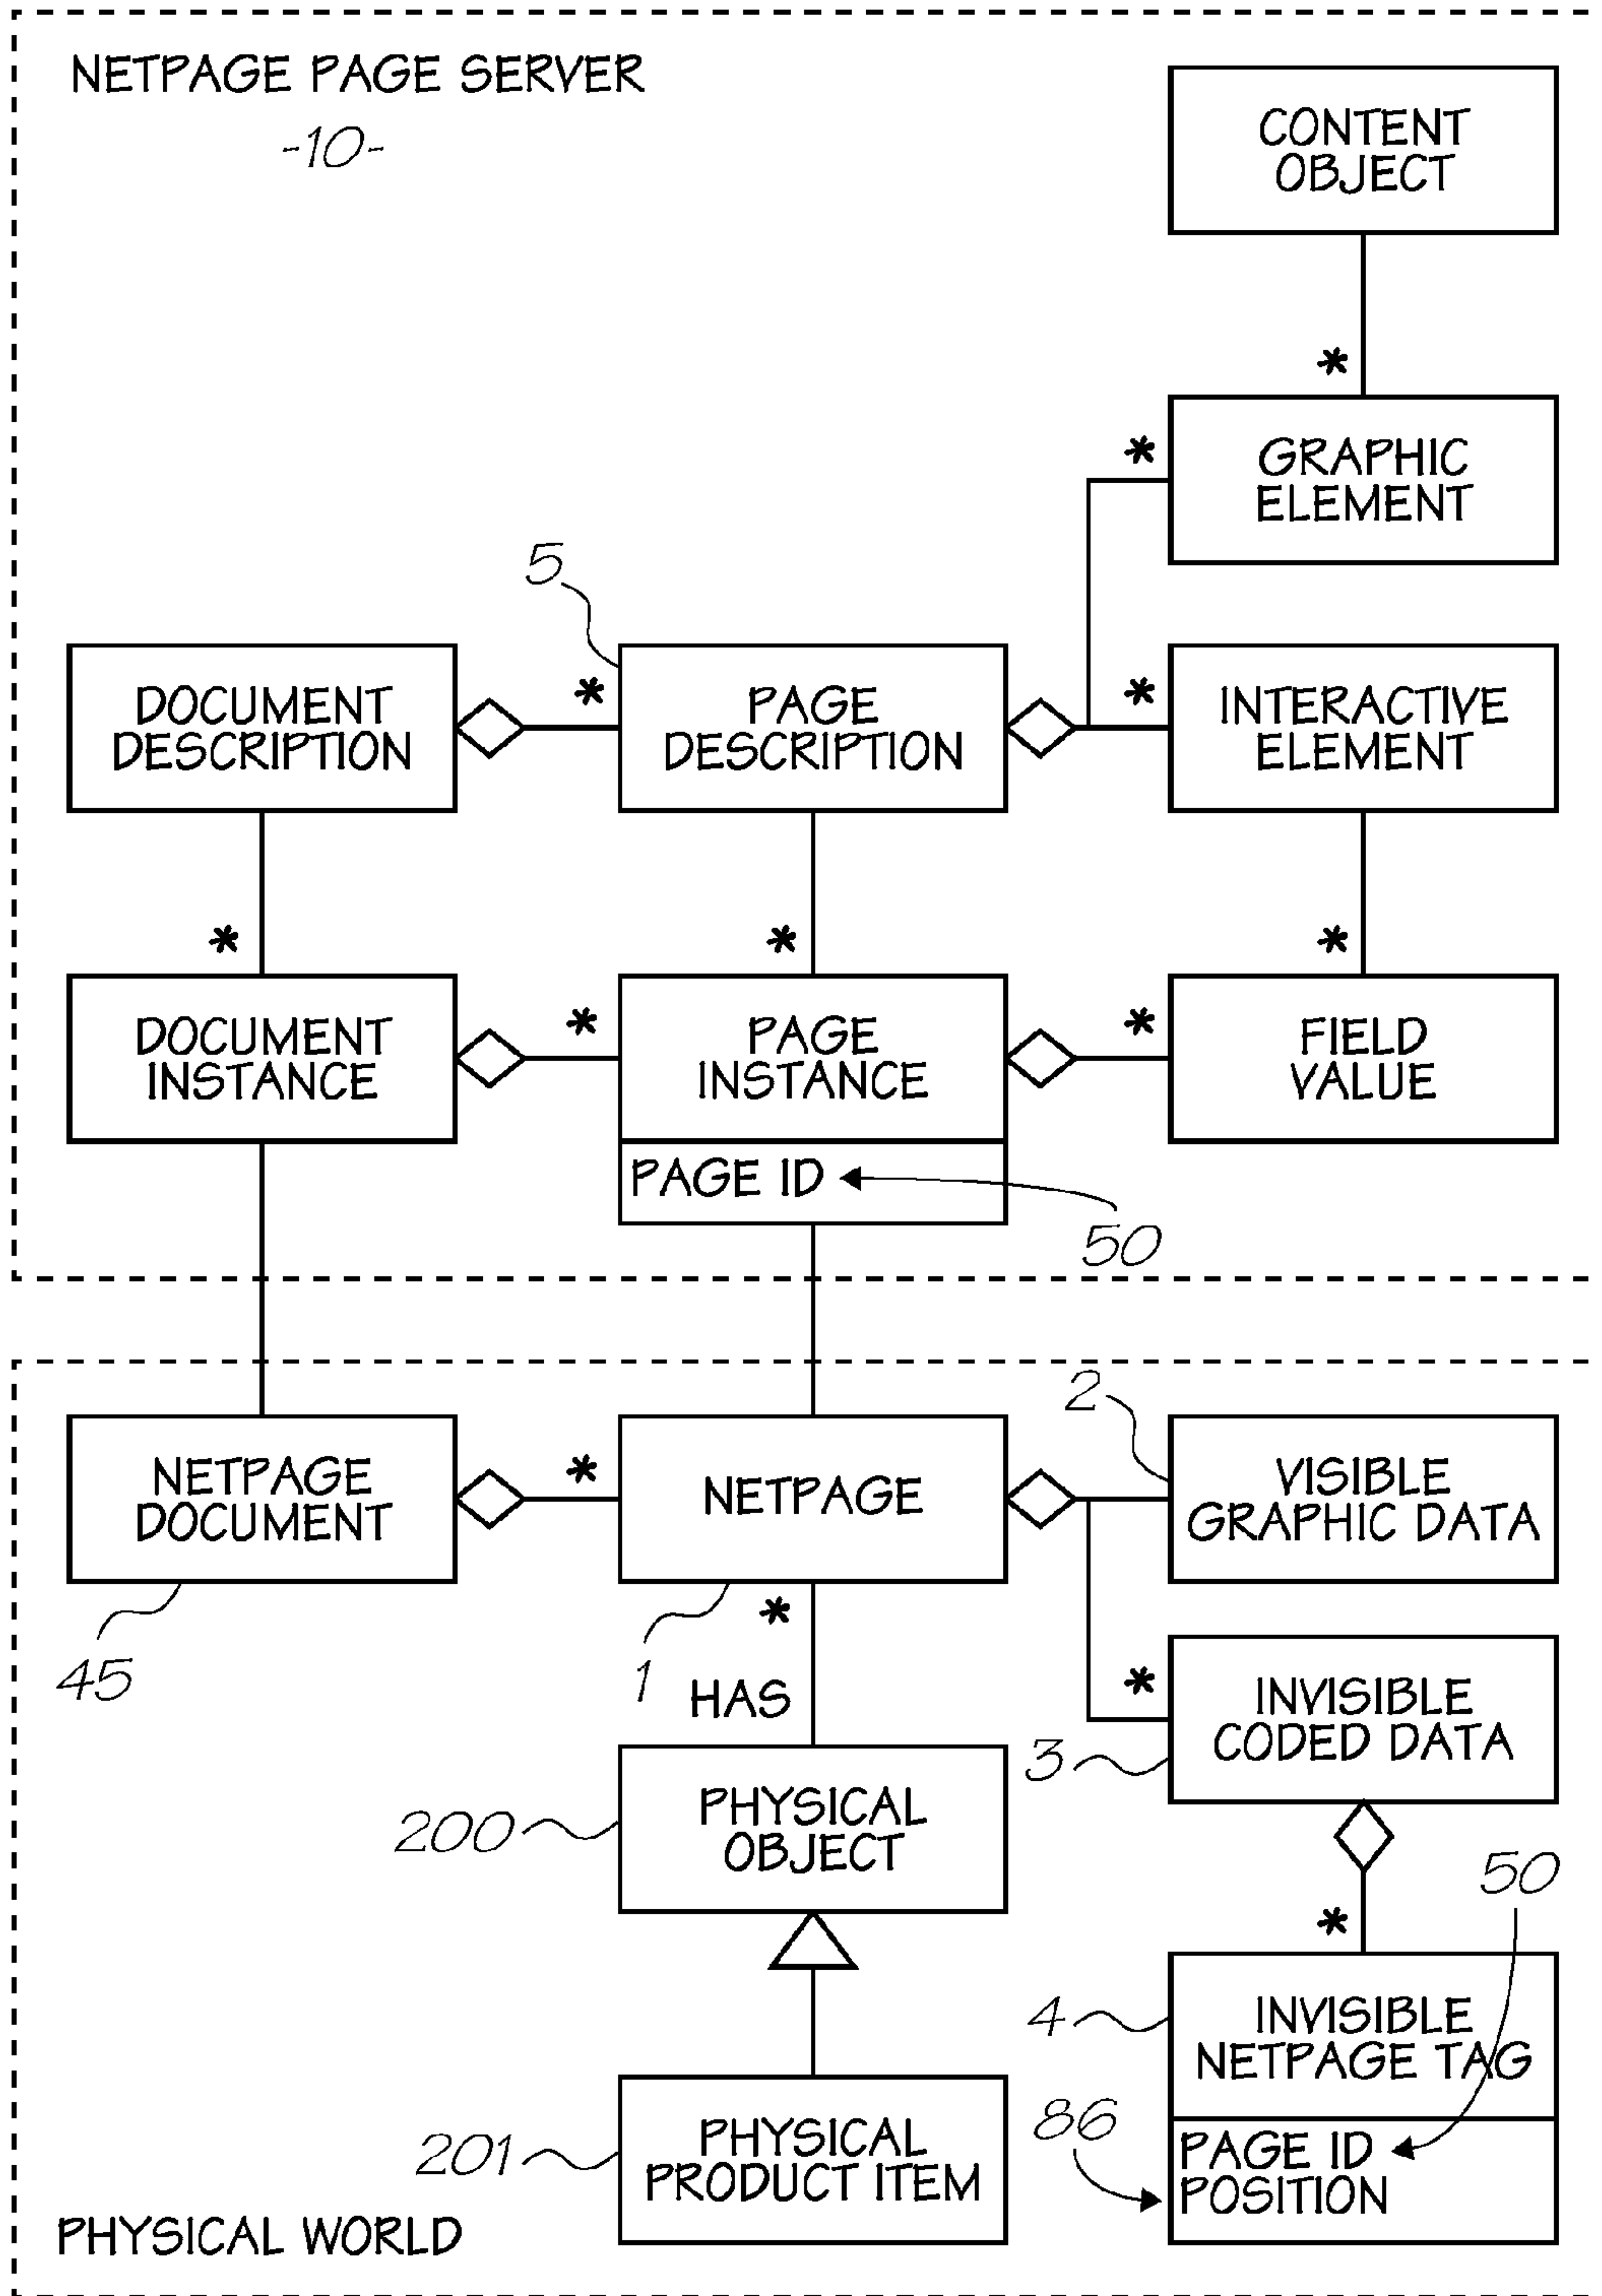 NETPAGE PAGE SERVER
-10-
CONTENT
OBJECT
*
*
GRAPHIC
ELEMENT
5
DOCUMENT
DESCRIPTION
*
PAGE
DESCRIPTION
*
INTERACTIVE
ELEMENT
*
*
*
DOCUMENT
INSTANCE
*
PAGE
INSTANCE
*
FIELD
VALUE
PAGE ID
50
NETPAGE
DOCUMENT
*
NETPAGE
2
VISIBLE
GRAPHIC DATA
45
1
*
HAS
*
INVISIBLE
CODED DATA
3
200
PHYSICAL
OBJECT
50
*
4
INVISIBLE
NETPAGE TAG
86
PAGE ID
POSITION
201
PHYSICAL
PRODUCT ITEM
PHYSICAL WORLD